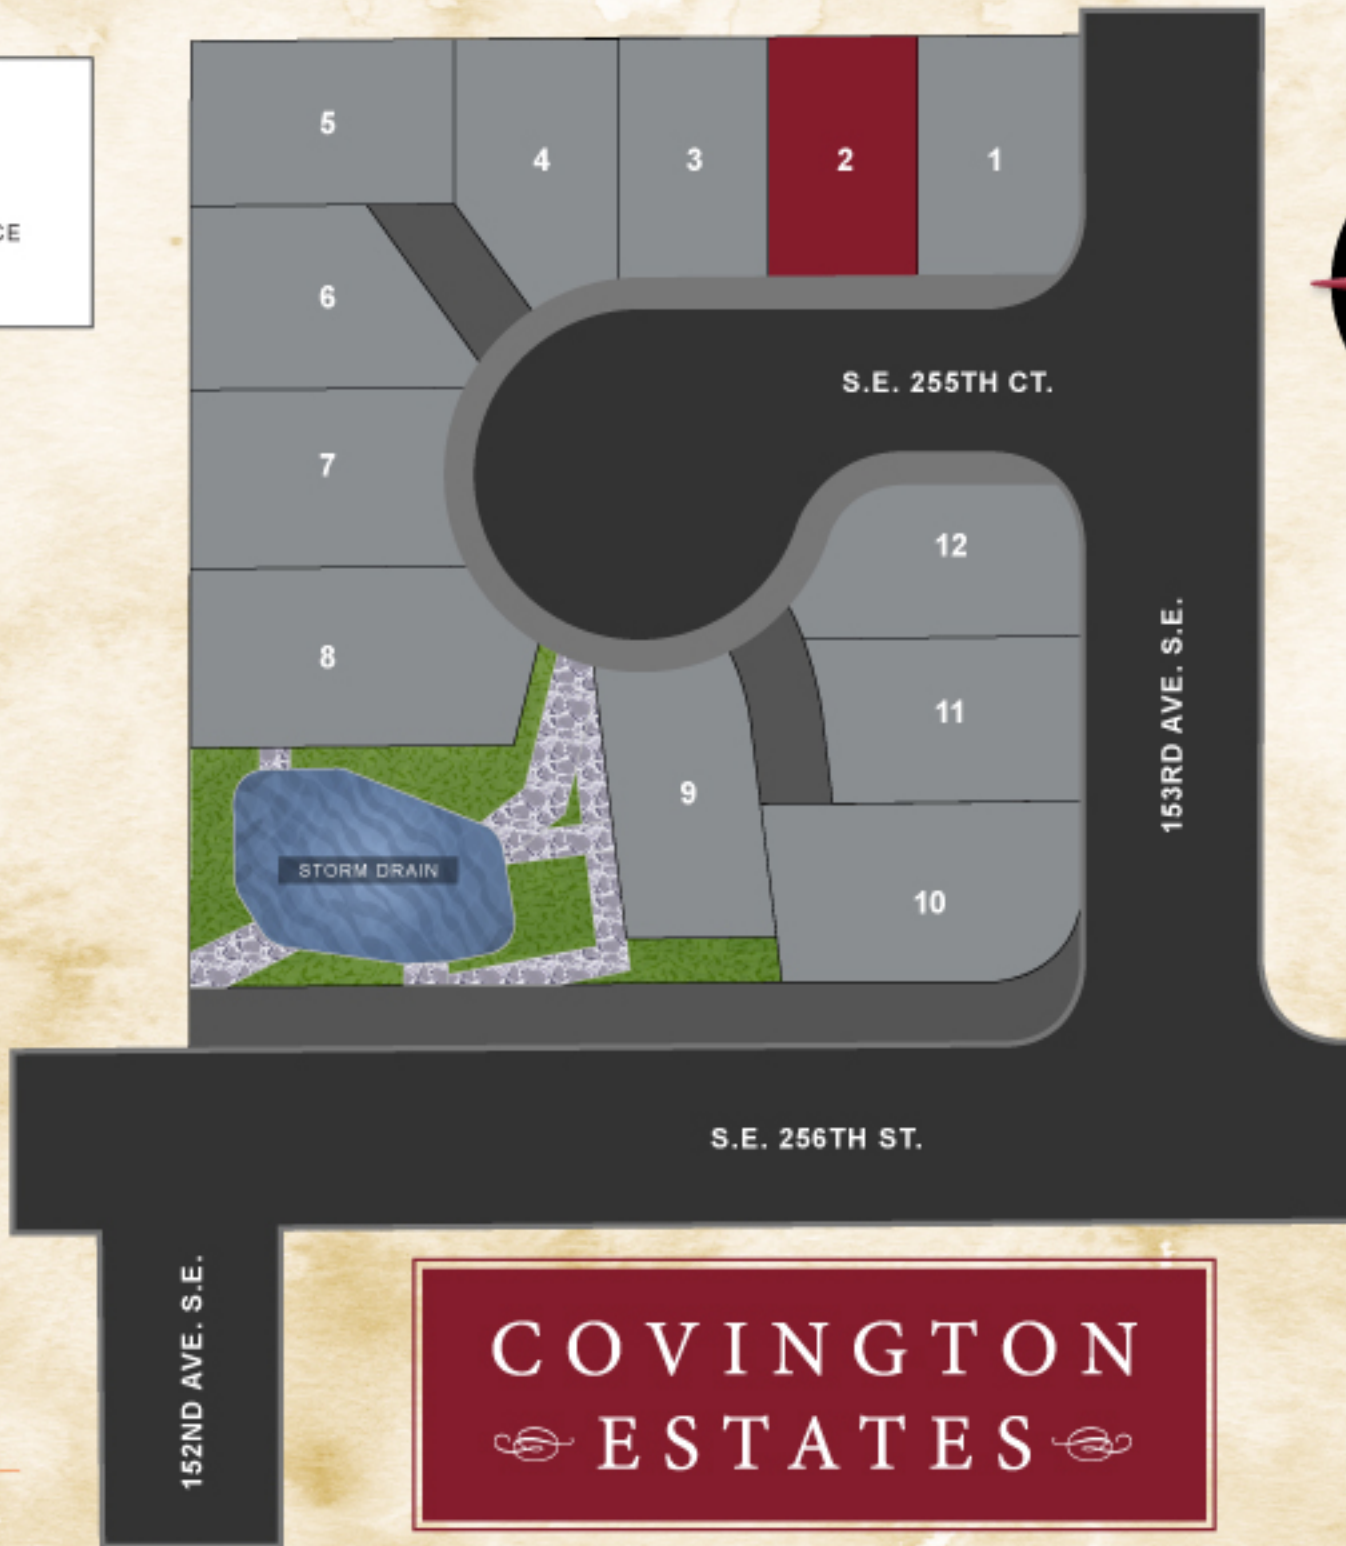 5
4
3
2
1
CE
6
S.E. 255TH CT.
7
12
8
11
153RD AVE. S.E.
9
STORM DRAIN
10
S.E. 256TH ST.
152ND AVE. S.E.
COVINGTON
ESTATES